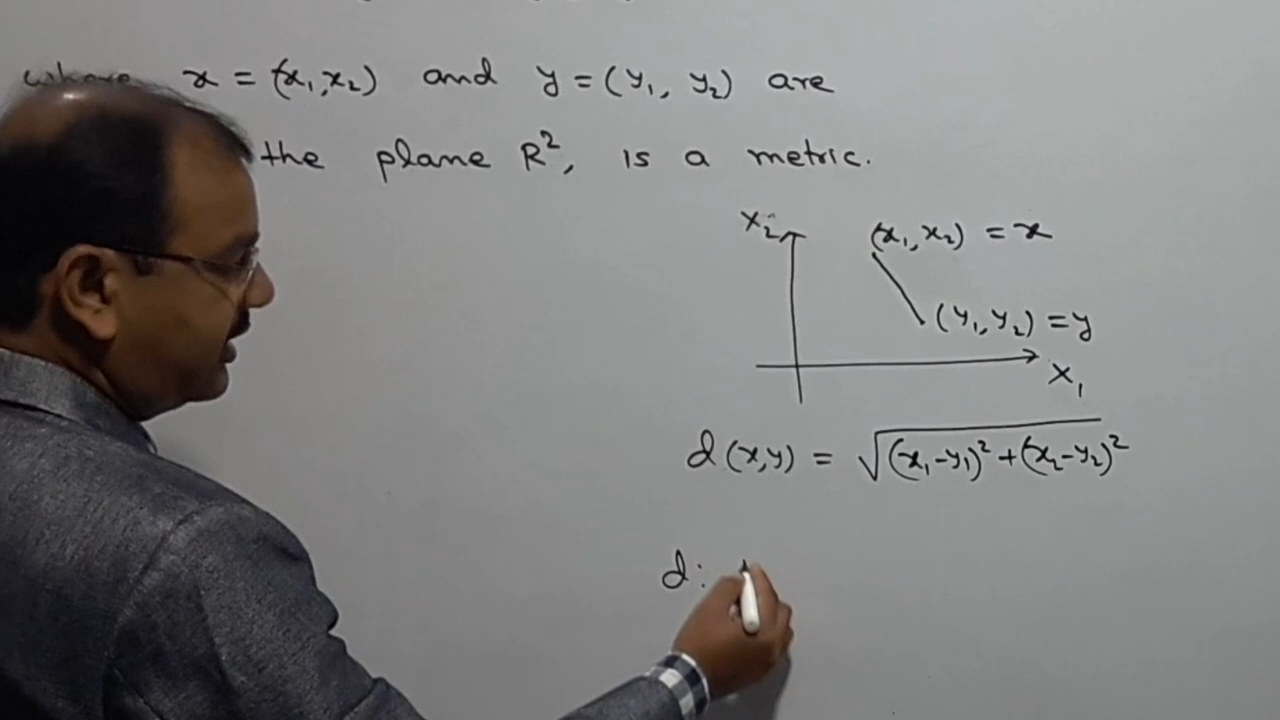 where x = (x₁,x₂) and y = (y₁, y₂) are
the plane R², is a metric.
X₂
(x₁, x₂) = x
(y₁, y₂) = y
X₁
d(x,y) = √(x₁-y₁)² + (x₂-y₂)²
d: